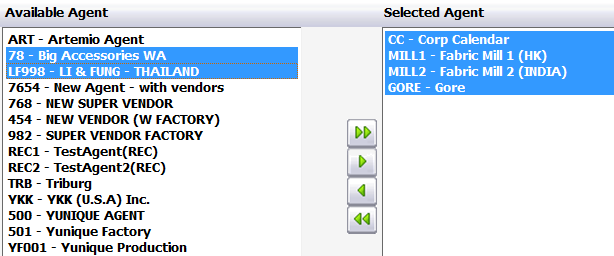 Available Agent
ART - Artemio Agent
78 - Big Accessories WA
LF998 - LI & FUNG - THAILAND
7654 - New Agent - with vendors
768 - NEW SUPER VENDOR
454 - NEW VENDOR (W FACTORY)
982 - SUPER VENDOR FACTORY
REC1 - TestAgent(REC)
REC2 - TestAgent2(REC)
TRB - Triburg
YKK - YKK (U.S.A) Inc.
500 - YUNIQUE AGENT
501 - Yunique Factory
YF001 - Yunique Production
Selected Agent
CC - Corp Calendar
MILL1 - Fabric Mill 1 (HK)
MILL2 - Fabric Mill 2 (INDIA)
GORE - Gore